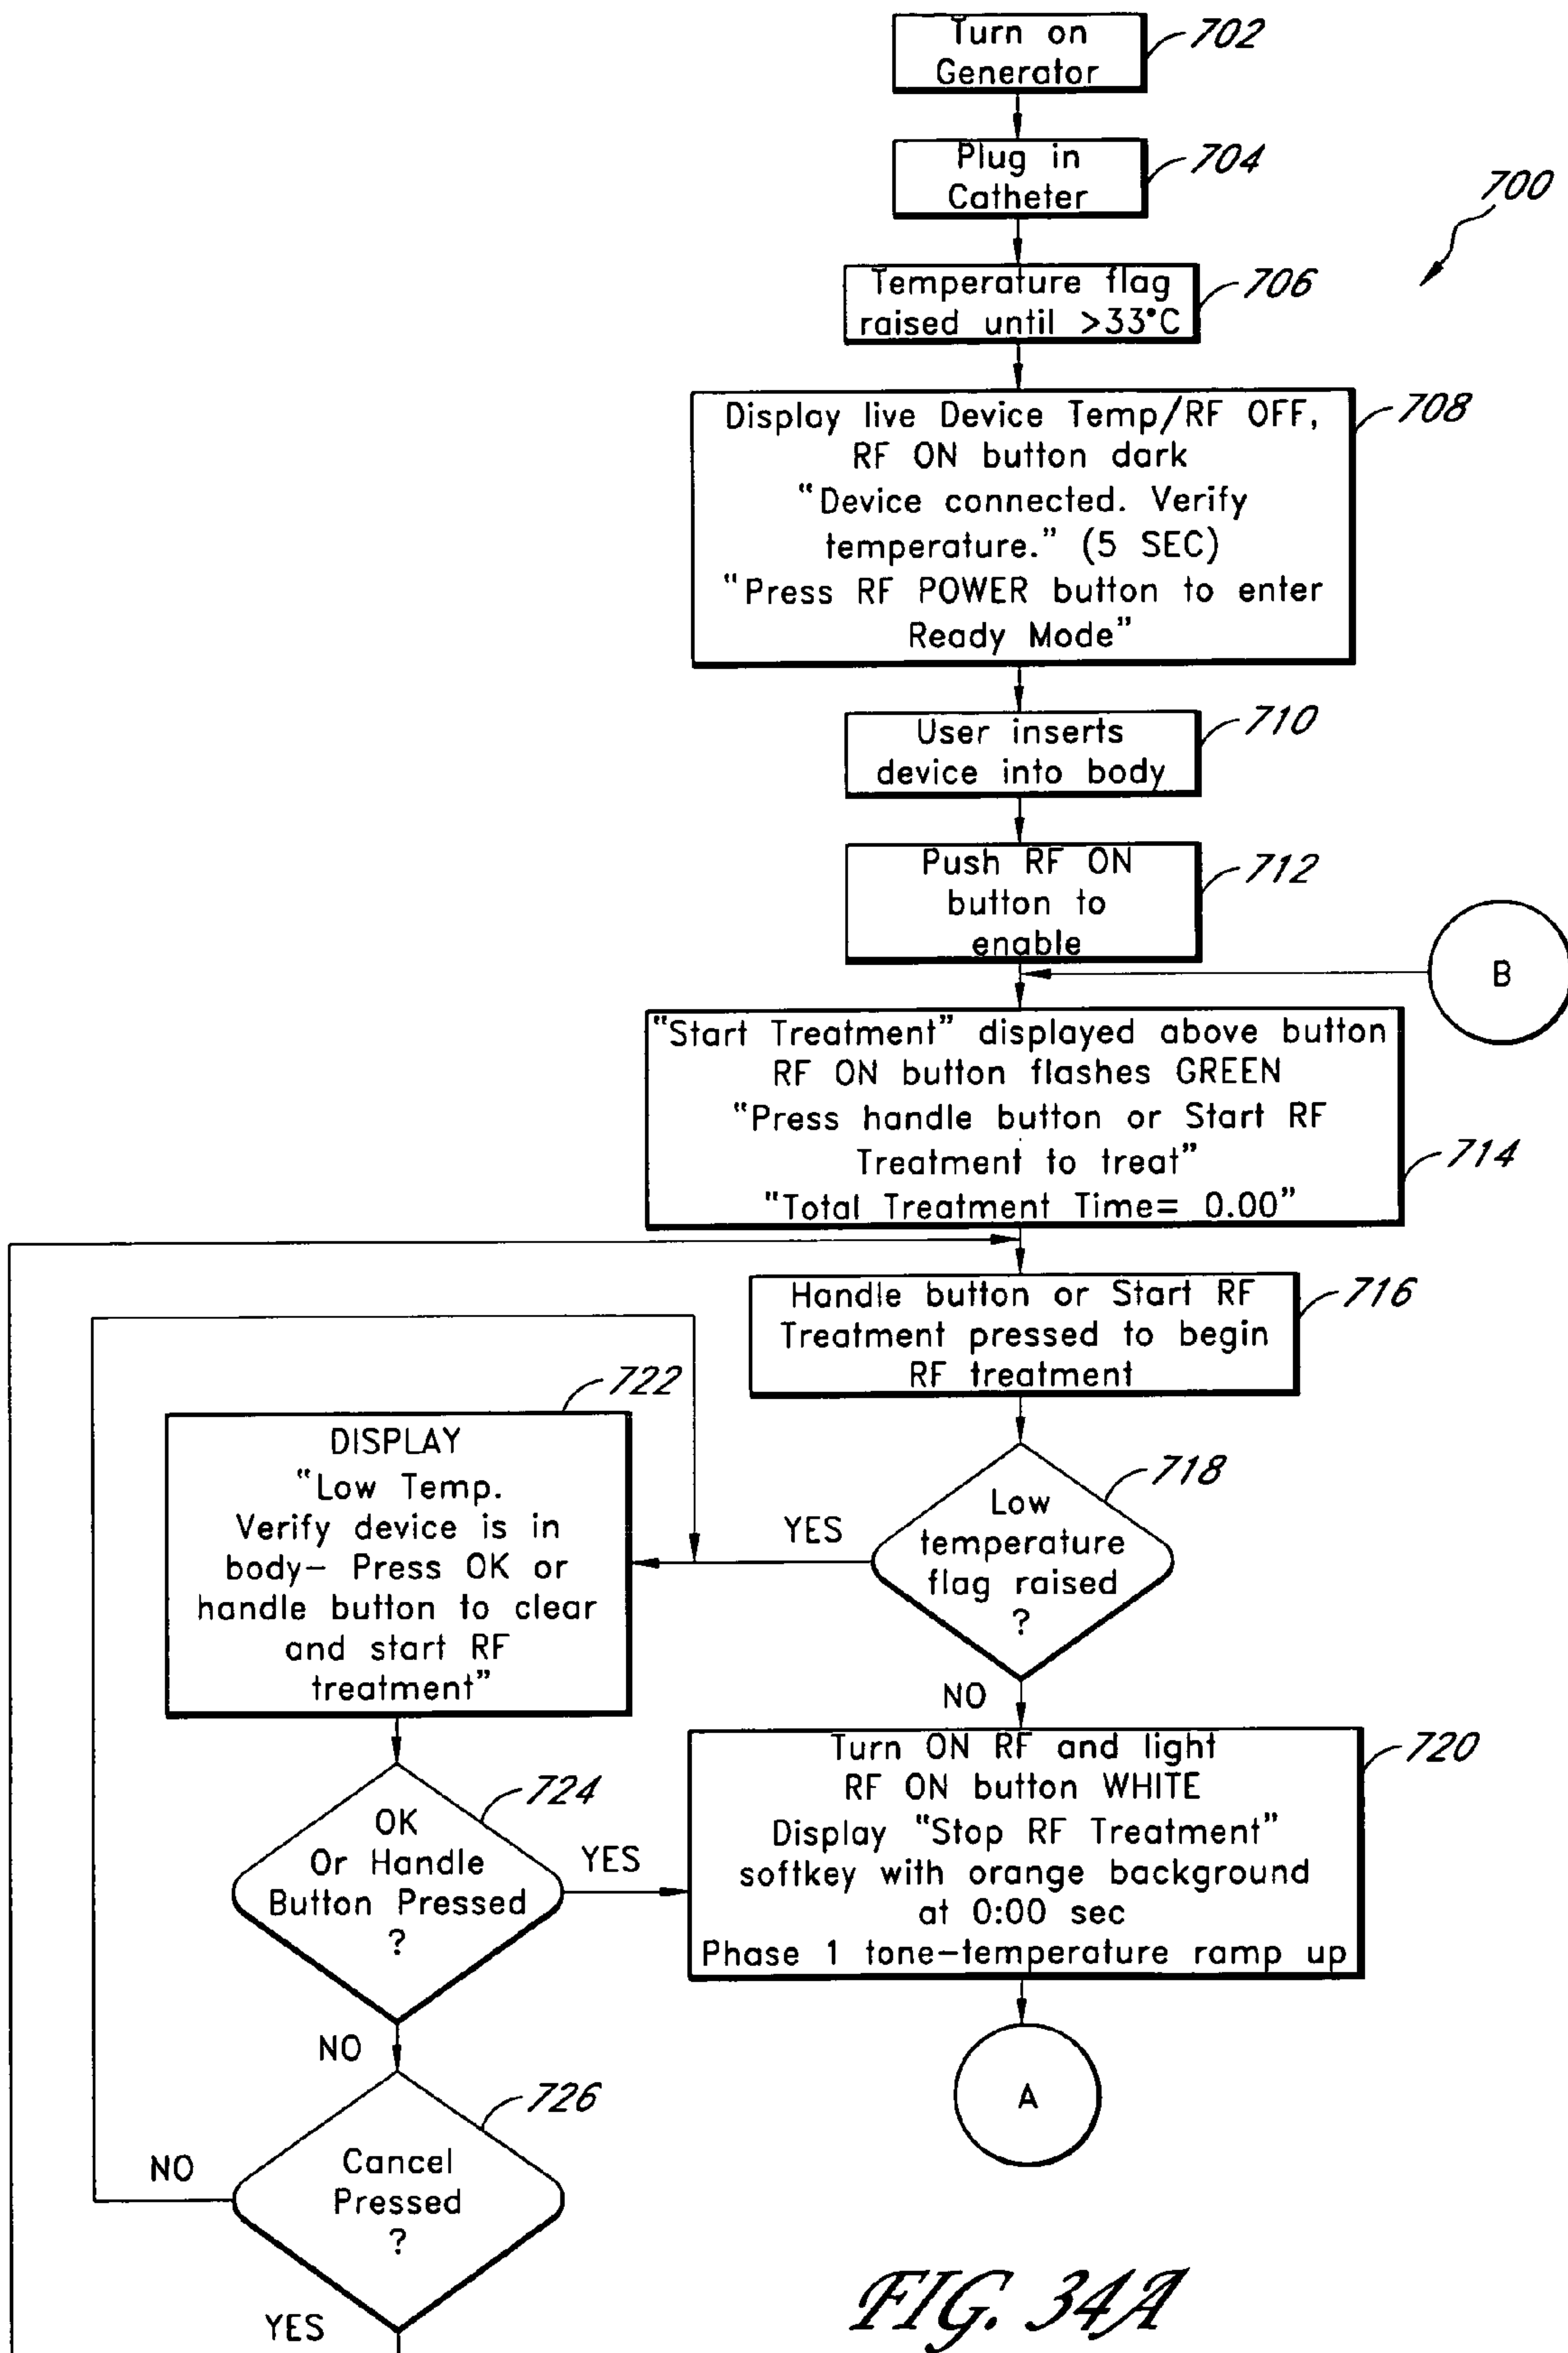 Turn on
Generator
702
Plug in
Catheter
704
700
Temperature flag
raised until >33°C
706
Display live Device Temp/RF OFF,
RF ON button dark
"Device connected. Verify
temperature." (5 SEC)
"Press RF POWER button to enter
Ready Mode"
708
User inserts
device into body
710
Push RF ON
button to
enable
712
B
"Start Treatment" displayed above button
RF ON button flashes GREEN
"Press handle button or Start RF
Treatment to treat"
"Total Treatment Time= 0.00"
714
Handle button or Start RF
Treatment pressed to begin
RF treatment
716
Low
temperature
flag raised
?
718
YES
NO
722
DISPLAY
"Low Temp.
Verify device is in
body- Press OK or
handle button to clear
and start RF
treatment"
Turn ON RF and light
RF ON button WHITE
Display "Stop RF Treatment"
softkey with orange background
at 0:00 sec
Phase 1 tone-temperature ramp up
720
OK
Or Handle
Button Pressed
?
724
YES
NO
A
Cancel
Pressed
?
726
NO
YES
FIG. 34A